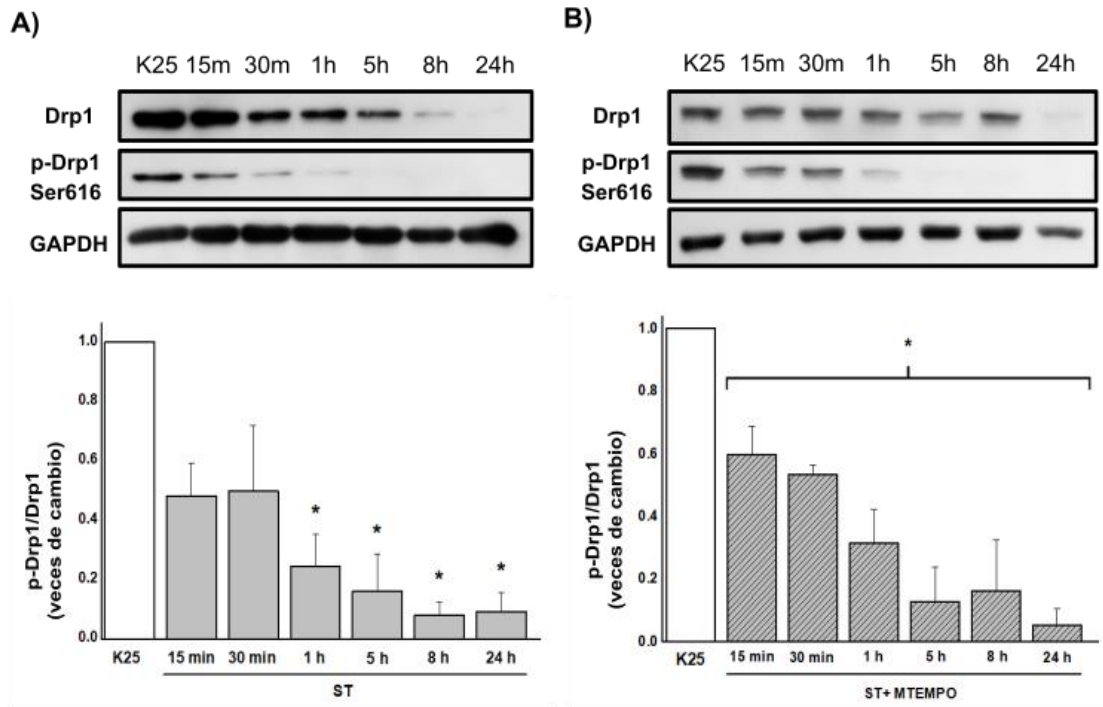 A)
K25 15m 30m 1h 5h 8h 24h
Drp1
p-Drp1
Ser616
GAPDH
p-Drp1/Drp1
(veces de cambio)
1.0
0.8
0.6
0.4
0.2
0.0
*
*
*
*
K25 15 min 30 min 1 h 5 h 8 h 24 h
ST
B)
K25 15m 30m 1h 5h 8h 24h
Drp1
p-Drp1
Ser616
GAPDH
p-Drp1/Drp1
(veces de cambio)
1.0
0.8
0.6
0.4
0.2
0.0
*
K25 15 min 30 min 1 h 5 h 8 h 24 h
ST+ MTEMPO